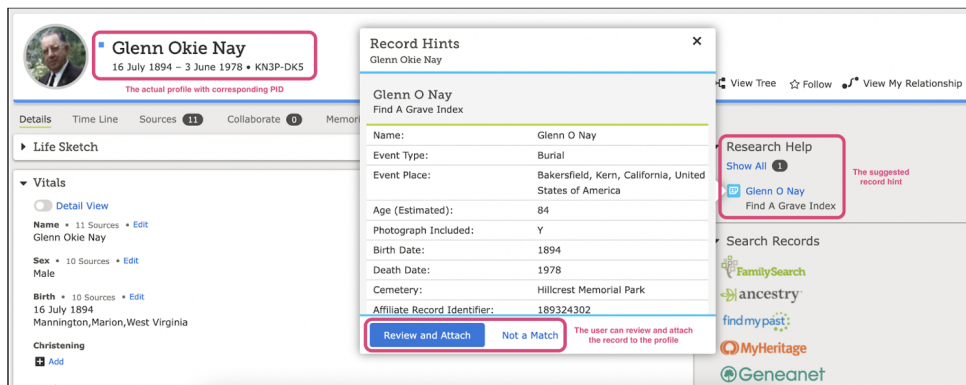 Glenn Okie Nay
16 July 1894 – 3 June 1978 • KN3P-DK5
The actual profile with corresponding PID
View Tree
Follow
View My Relationship
Details
Time Line
Sources 11
Collaborate 0
Life Sketch
Vitals
Detail View
Name • 11 Sources • Edit
Glenn Okie Nay
Sex • 10 Sources • Edit
Male
Birth • 10 Sources • Edit
16 July 1894
Mannington,Marion,West Virginia
Christening
Add
Record Hints
Glenn Okie Nay
Glenn O Nay
Find A Grave Index
Name: Glenn O Nay
Event Type: Burial
Event Place: Bakersfield, Kern, California, United
States of America
Age (Estimated): 84
Photograph Included: Y
Birth Date: 1894
Death Date: 1978
Cemetery: Hillcrest Memorial Park
Affiliate Record Identifier: 189324302
Review and Attach
Not a Match
The user can review and attach
the record to the profile
Research Help
Show All 1
Glenn O Nay
Find A Grave Index
The suggested
record hint
Search Records
FamilySearch
ancestry
findmypast
MyHeritage
Geneanet